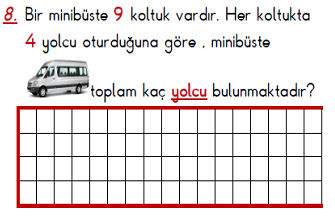 8. Bir minibüste 9 koltuk vardır. Her koltukta
4 yolcu oturduğuna göre , minibüste
toplam kaç yolcu bulunmaktadır?